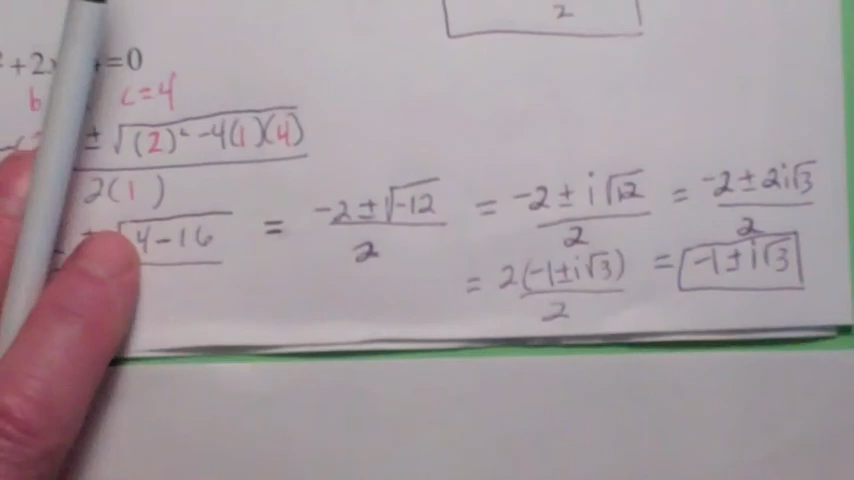 2
+2x =0
b c=4
± √(2)² -4(1)(4)
2(1)
± √4-16 = -2±√-12 = -2±i√12 = -2±2i√3
2 2 2
= 2(-1±i√3) = -1±i√3
2